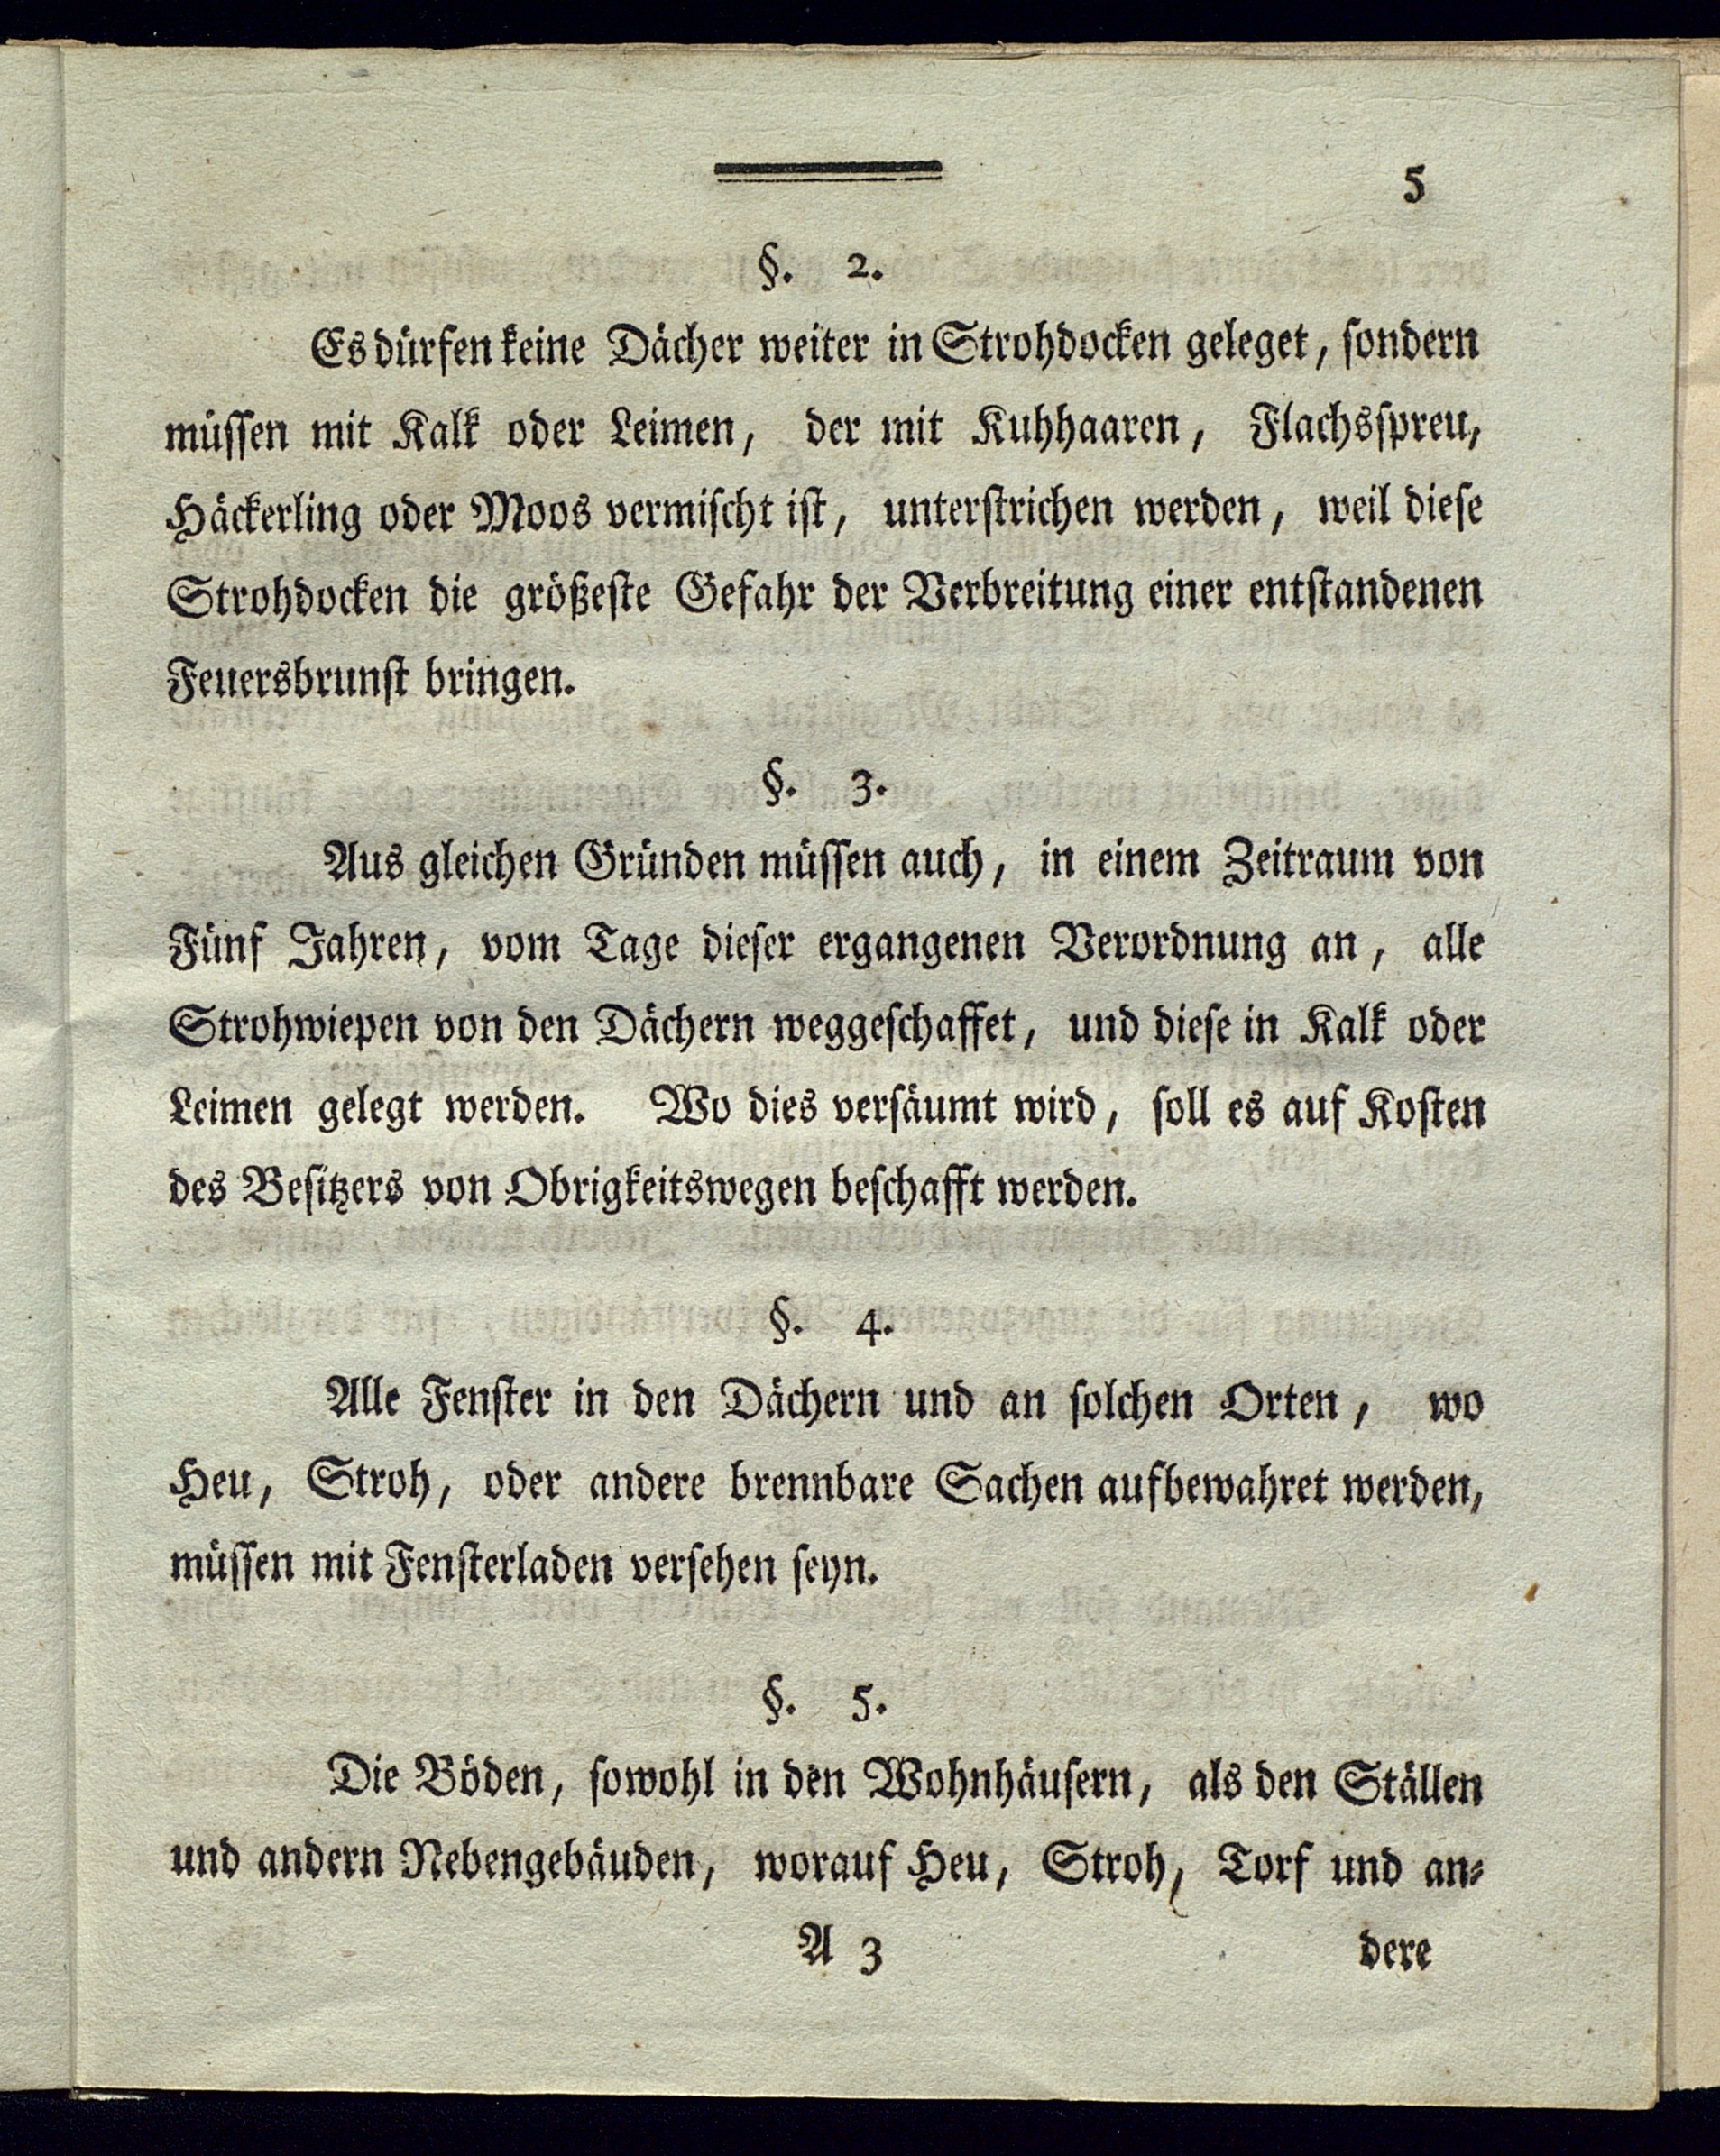 5
§. 2.
Es dürfen keine Dächer weiter in Strohdocken geleget, sondern
müssen mit Kalk oder Leimen, der mit Kuhhaaren, Flachsspreu,
Häckerling oder Moos vermischt ist, unterstrichen werden, weil diese
Strohdocken die größeste Gefahr der Verbreitung einer entstandenen
Feuersbrunst bringen.
§. 3.
Aus gleichen Gründen müssen auch, in einem Zeitraum von
Fünf Jahren, vom Tage dieser ergangenen Verordnung an, alle
Strohwiepen von den Dächern weggeschaffet, und diese in Kalk oder
Leimen gelegt werden. Wo dies versäumt wird, soll es auf Kosten
des Besitzers von Obrigkeitswegen beschafft werden.
§. 4.
Alle Fenster in den Dächern und an solchen Orten, wo
Heu, Stroh, oder andere brennbare Sachen aufbewahret werden,
müssen mit Fensterladen versehen seyn.
§. 5.
Die Böden, sowohl in den Wohnhäusern, als den Ställen
und andern Nebengebäuden, worauf Heu, Stroh, Torf und an-
A 3 dere